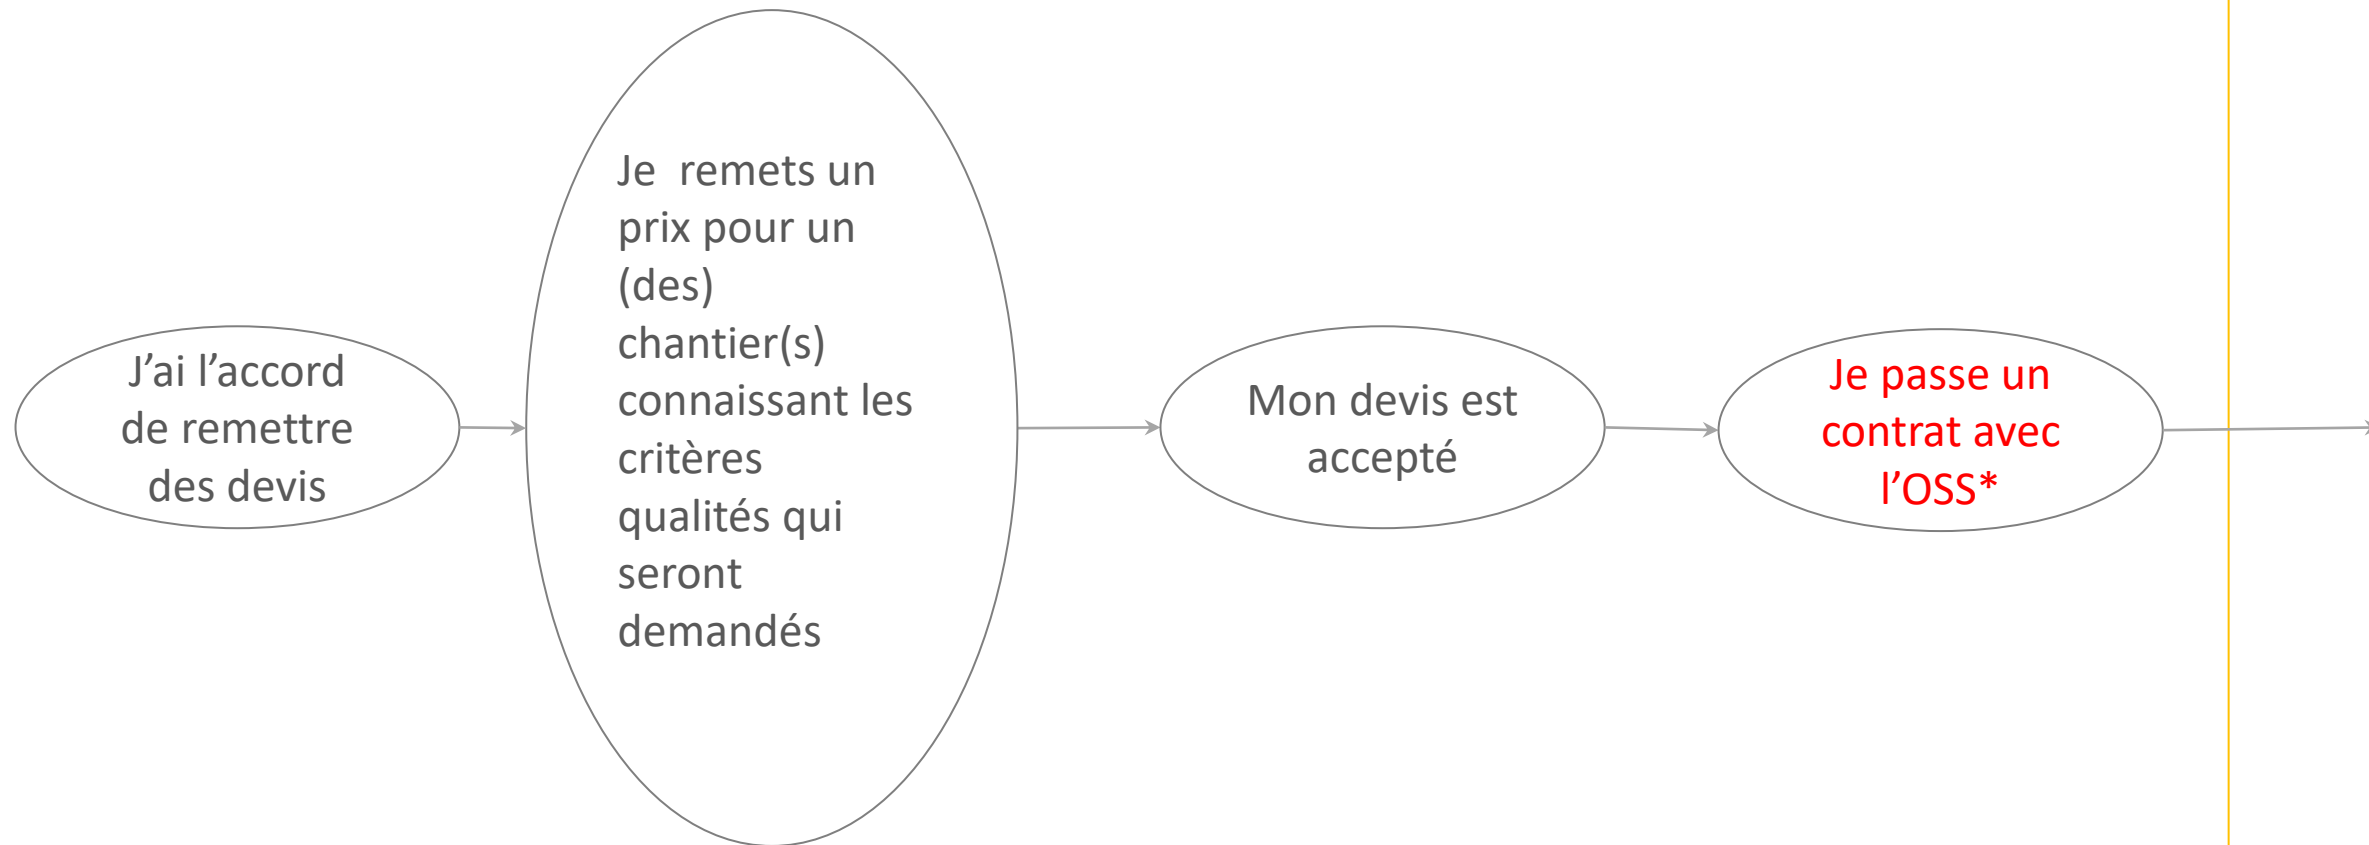 J’ai l’accord
de remettre
des devis
Je  remets un
prix pour un
(des)
chantier(s)
connaissant les
critères
qualités qui
seront
demandés
Mon devis est
accepté
Je passe un
contrat avec
l’OSS*